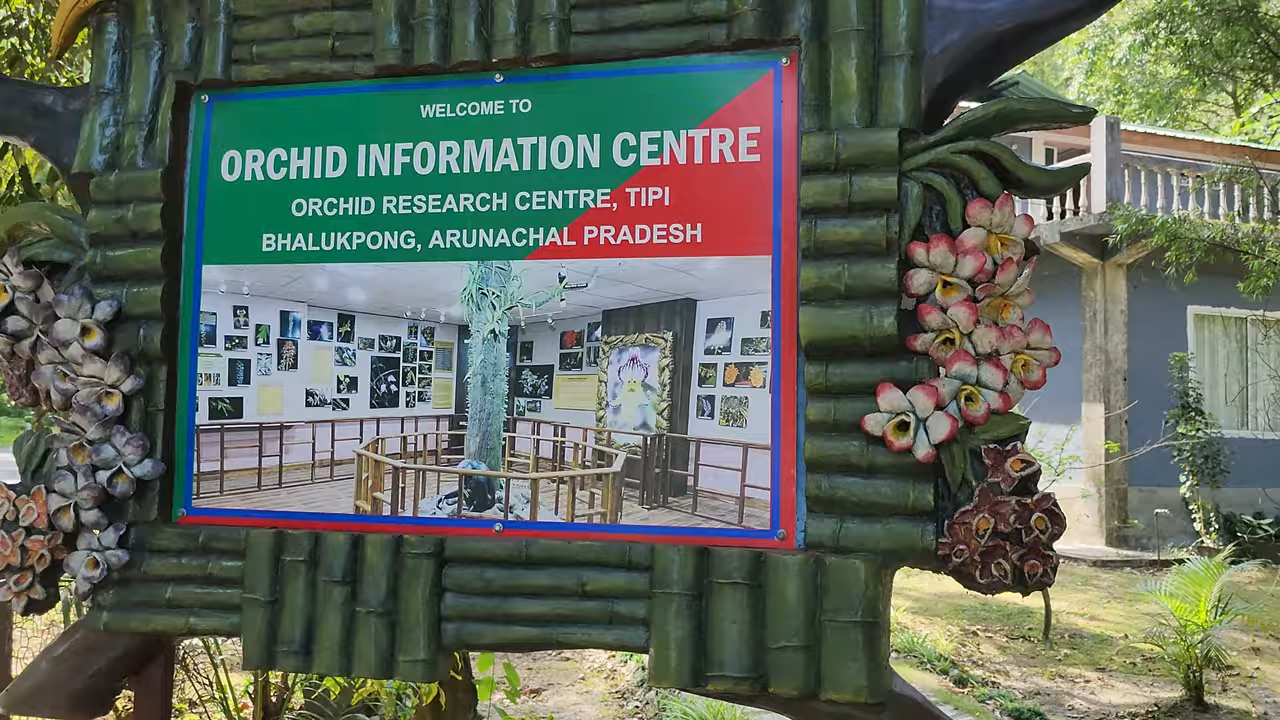 WELCOME TO
ORCHID INFORMATION CENTRE
ORCHID RESEARCH CENTRE, TIPI
BHALUKPONG, ARUNACHAL PRADESH